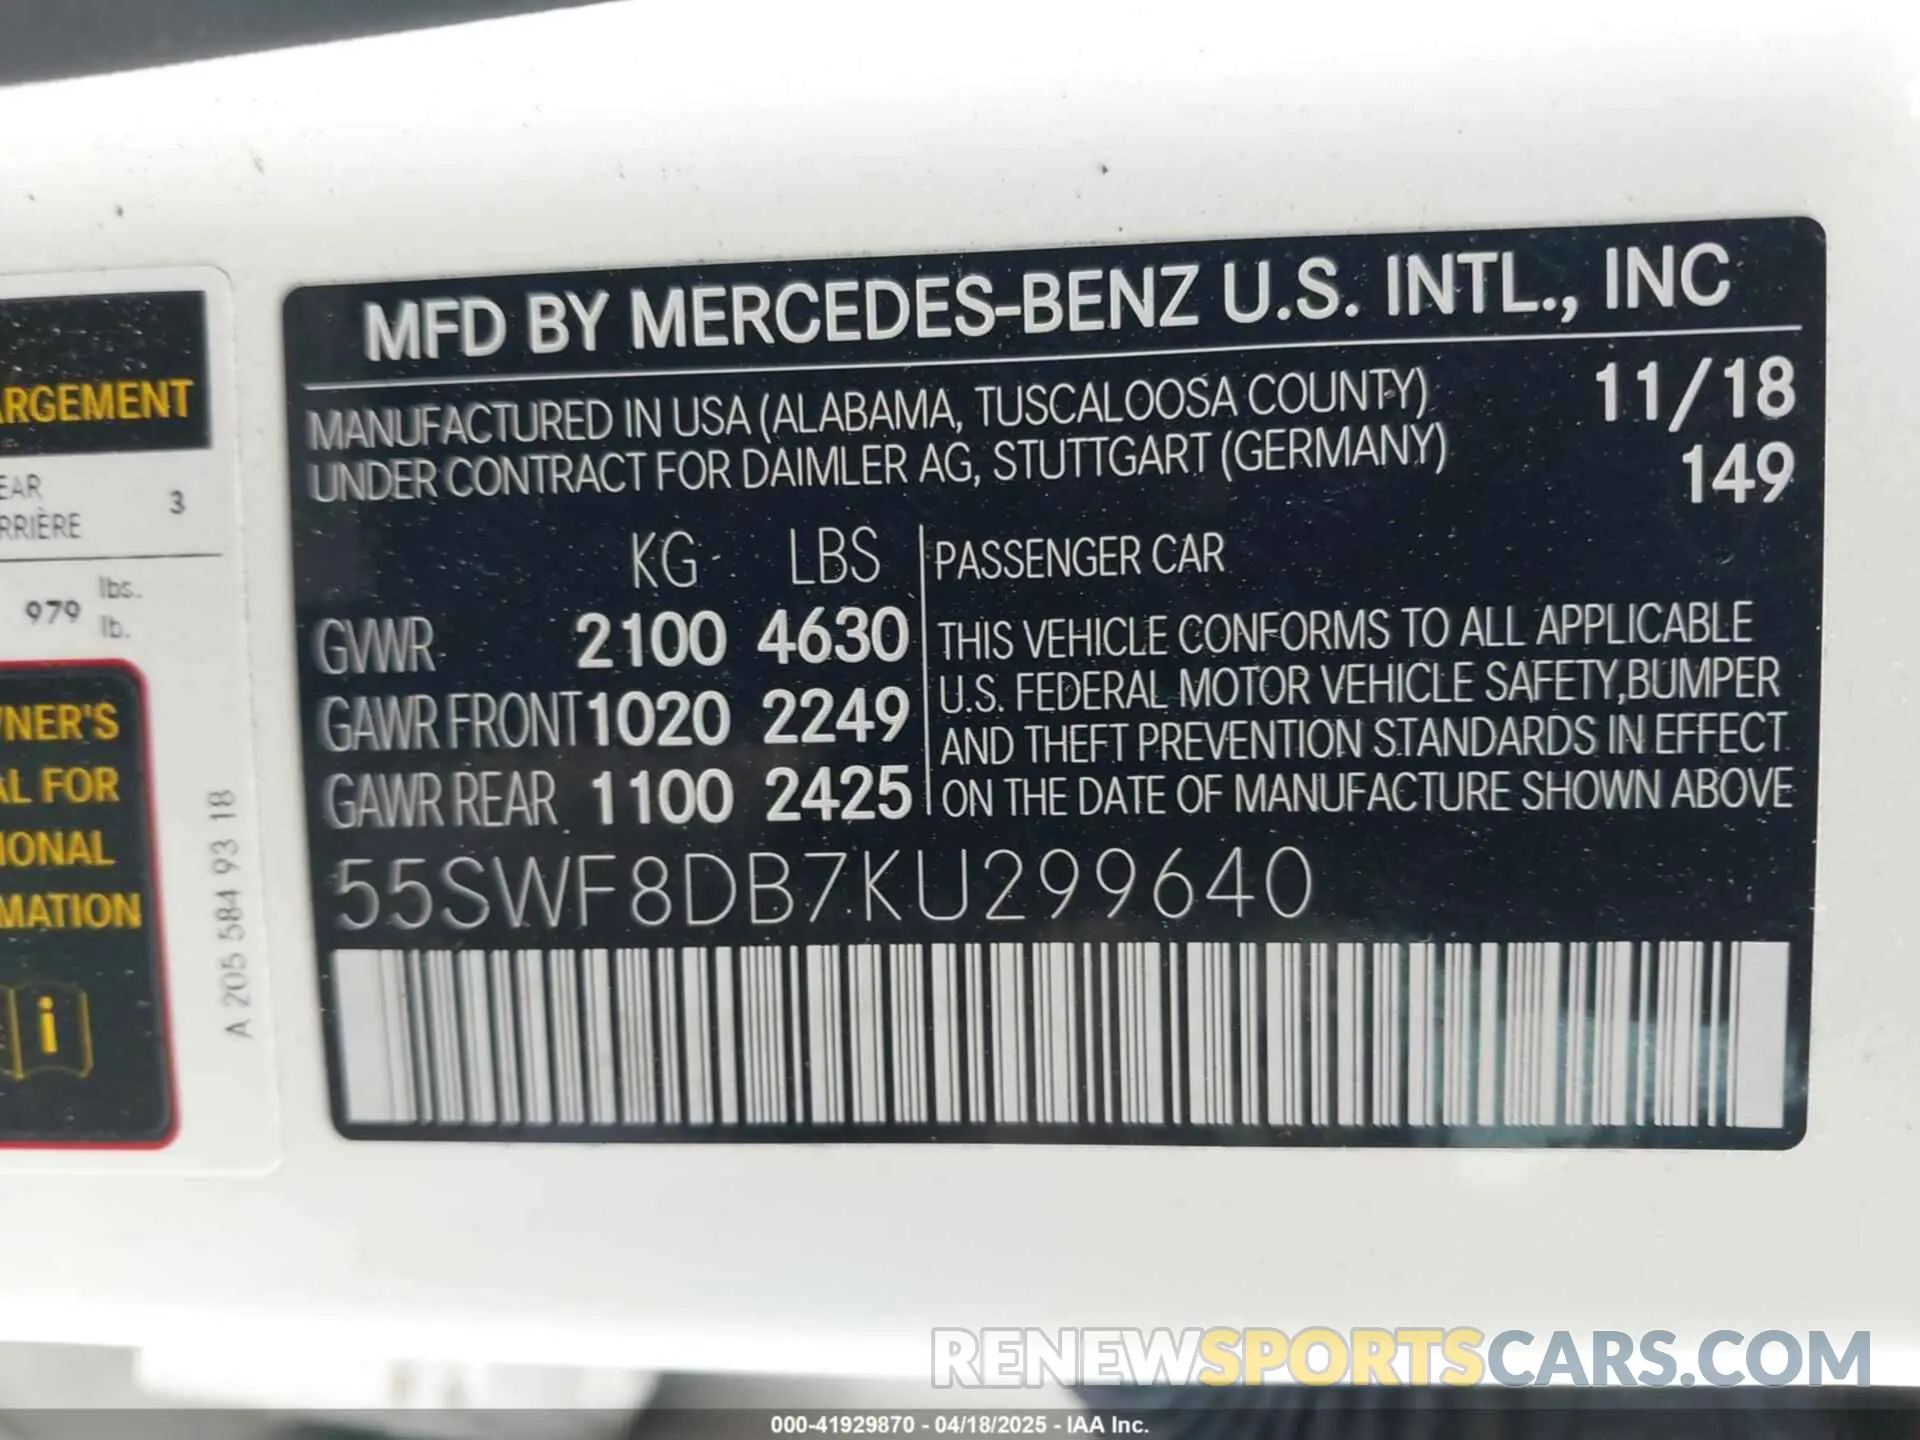 ARGEMENT
EAR
RRIÈRE
3
979
lbs.
lb.
WNER'S
AL FOR
IONAL
MATION
i
A 205 584 93 18
MFD BY MERCEDES-BENZ U.S. INTL., INC
MANUFACTURED IN USA (ALABAMA, TUSCALOOSA COUNTY) 11/18
UNDER CONTRACT FOR DAIMLER AG, STUTTGART (GERMANY) 149
KG LBS PASSENGER CAR
GVWR 2100 4630 THIS VEHICLE CONFORMS TO ALL APPLICABLE
GAWR FRONT 1020 2249 U.S. FEDERAL MOTOR VEHICLE SAFETY,BUMPER
AND THEFT PREVENTION STANDARDS IN EFFECT
GAWR REAR 1100 2425 ON THE DATE OF MANUFACTURE SHOWN ABOVE
55SWF8DB7KU299640
RENEWSPORTSCARS.COM
000-41929870 - 04/18/2025 - IAA Inc.